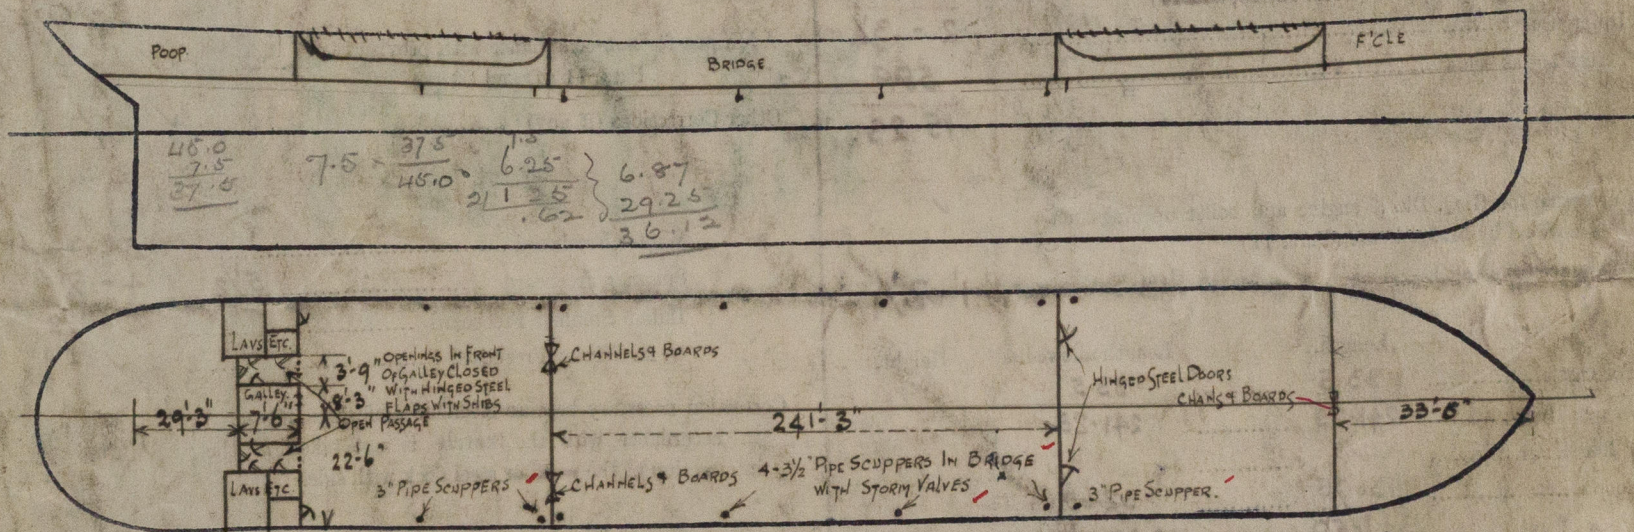 POOP
BRIDGE
F'CLE
45.0
7.5
37.5
7.5
37.5
45.0
1.5
6.25
2|1.25
.62
6.87
29.25
36.12
LAVS ETC.
3'-9"
OPENINGS IN FRONT
OF GALLEY CLOSED
WITH HINGED STEEL
FLAPS WITH SNIBS
8'-3"
GALLEY.
OPEN PASSAGE
29'-3"
7'-6"
22'-6"
LAVS ETC
CHANNELS & BOARDS
241'-3"
3" PIPE SCUPPERS
CHANNELS & BOARDS
4-3½" PIPE SCUPPERS IN BRIDGE
WITH STORM VALVES
HINGED STEEL DOORS
CHANS & BOARDS
33'-6"
3" PIPE SCUPPER.